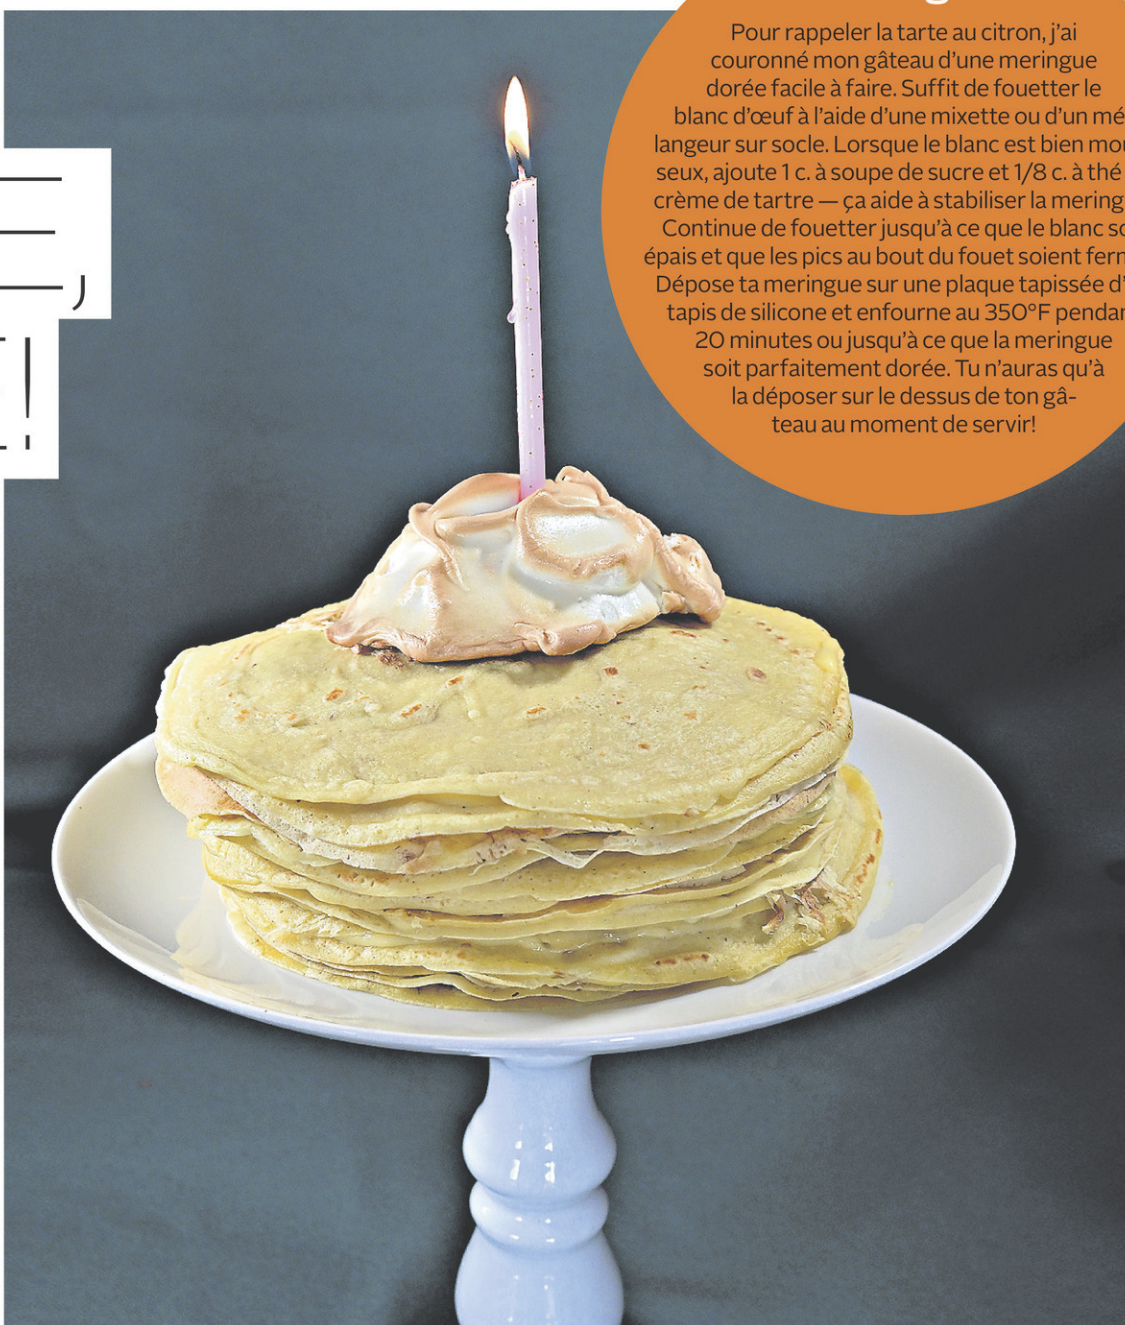 Pour rappeler la tarte au citron, j'ai
couronné mon gâteau d'une meringue
dorée facile à faire. Suffit de fouetter le
blanc d'œuf à l'aide d'une mixette ou d'un mé-
langeur sur socle. Lorsque le blanc est bien
seux, ajoute 1 c. à soupe de sucre et 1/8 c. à thé
crème de tartre — ça aide à stabiliser la
Continue de fouetter jusqu'à ce que le blanc
épais et que les pics au bout du fouet soient
Dépose ta meringue sur une plaque tapissée
tapis de silicone et enfourne au 350°F
20 minutes ou jusqu'à ce que la meringue
soit parfaitement dorée. Tu n'auras qu'à
la déposer sur le dessus de ton gâ-
teau au moment de servir!